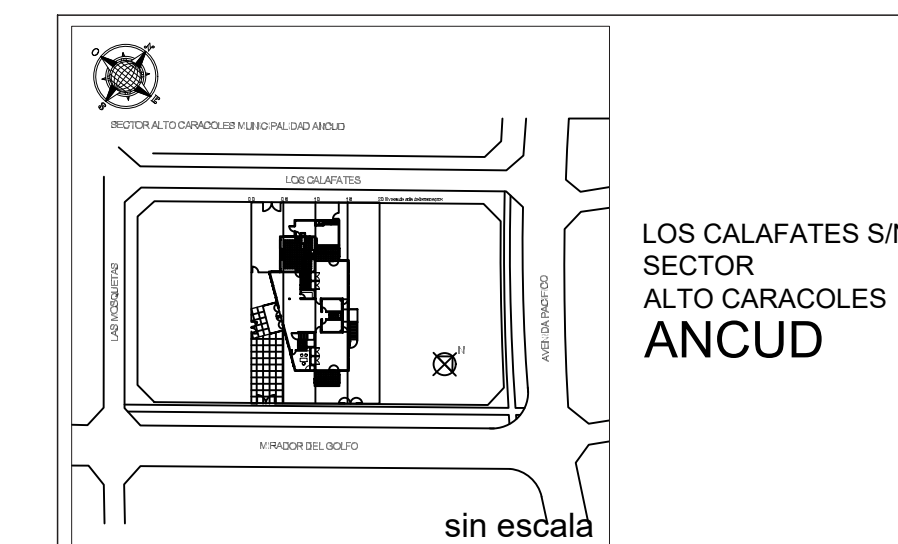 SECTOR ALTO CARACOLES MUNICIPALIDAD ANCUD
LOS CALAFATES
LAS MOSQUETAS
AVENIDA PACIFICO
N
MIRADOR DEL GOLFO
sin escala
LOS CALAFATES S/N
SECTOR
ALTO CARACOLES
ANCUD